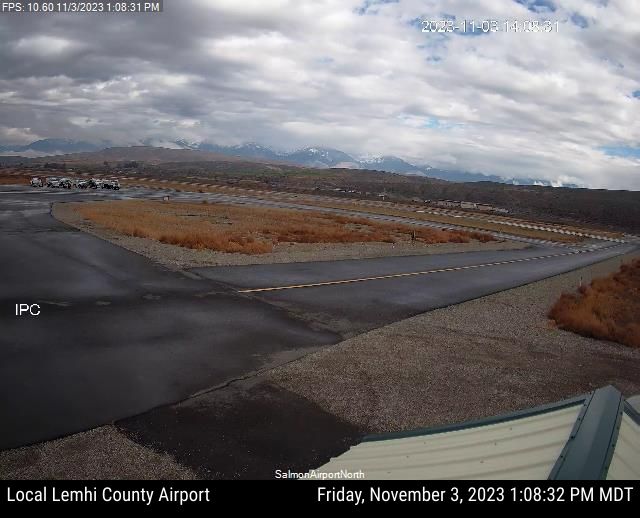 FPS: 10.60 11/3/2023 1:08:31 PM
2023-11-03 14:08:31
IPC
SalmonAirportNorth
Local Lemhi County Airport Friday, November 3, 2023 1:08:32 PM MDT